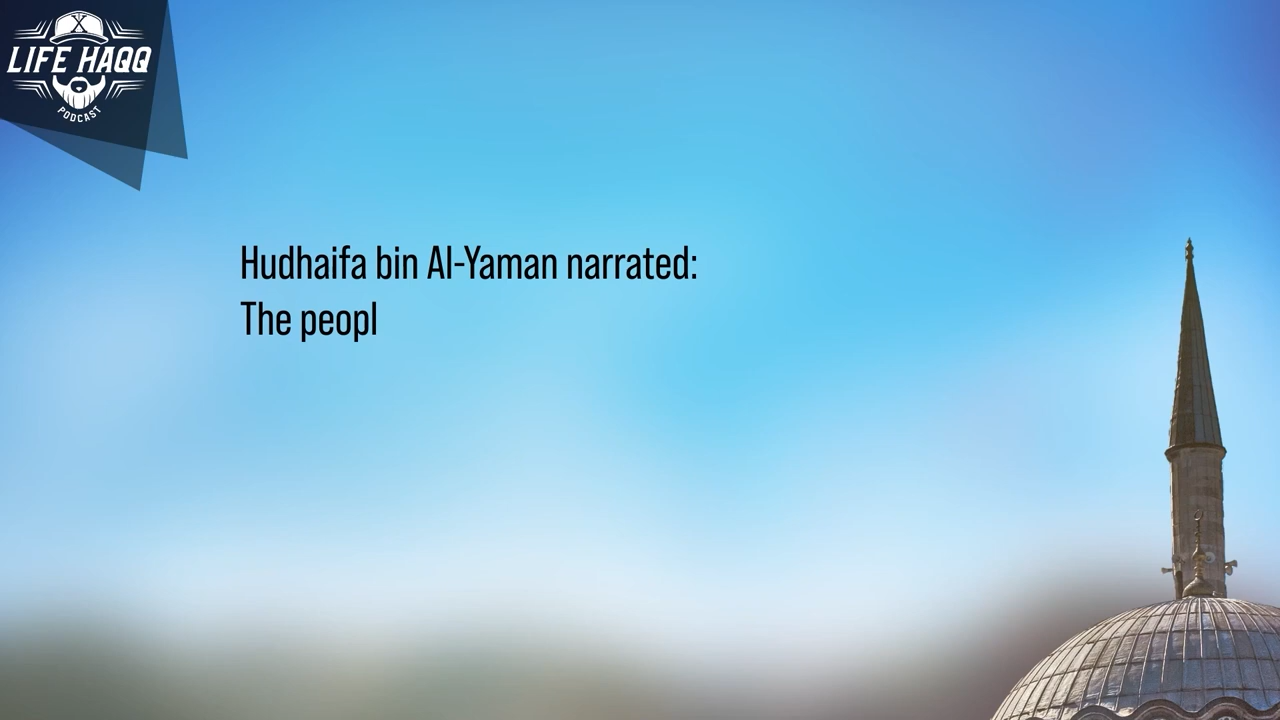 X
LIFE HAQQ
PODCAST
Hudhaifa bin Al-Yaman narrated:
The peopl